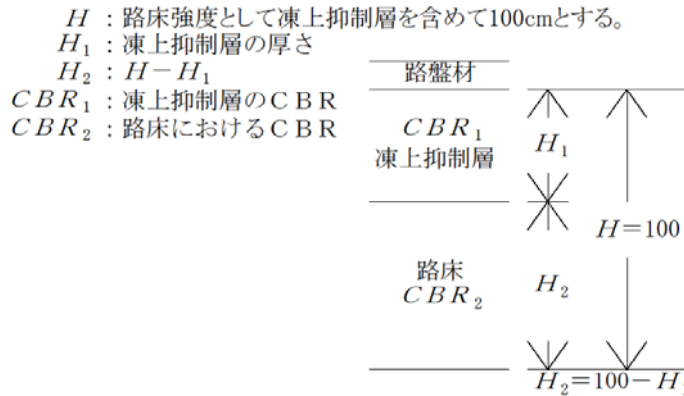 H：路床強度として凍上抑制層を含めて100cmとする。
H₁：凍上抑制層の厚さ
H₂：H－H₁
CBR₁：凍上抑制層のCBR
CBR₂：路床におけるCBR
路盤材
CBR₁
凍上抑制層
H₁
H＝100
路床
CBR₂
H₂
H₂＝100－H